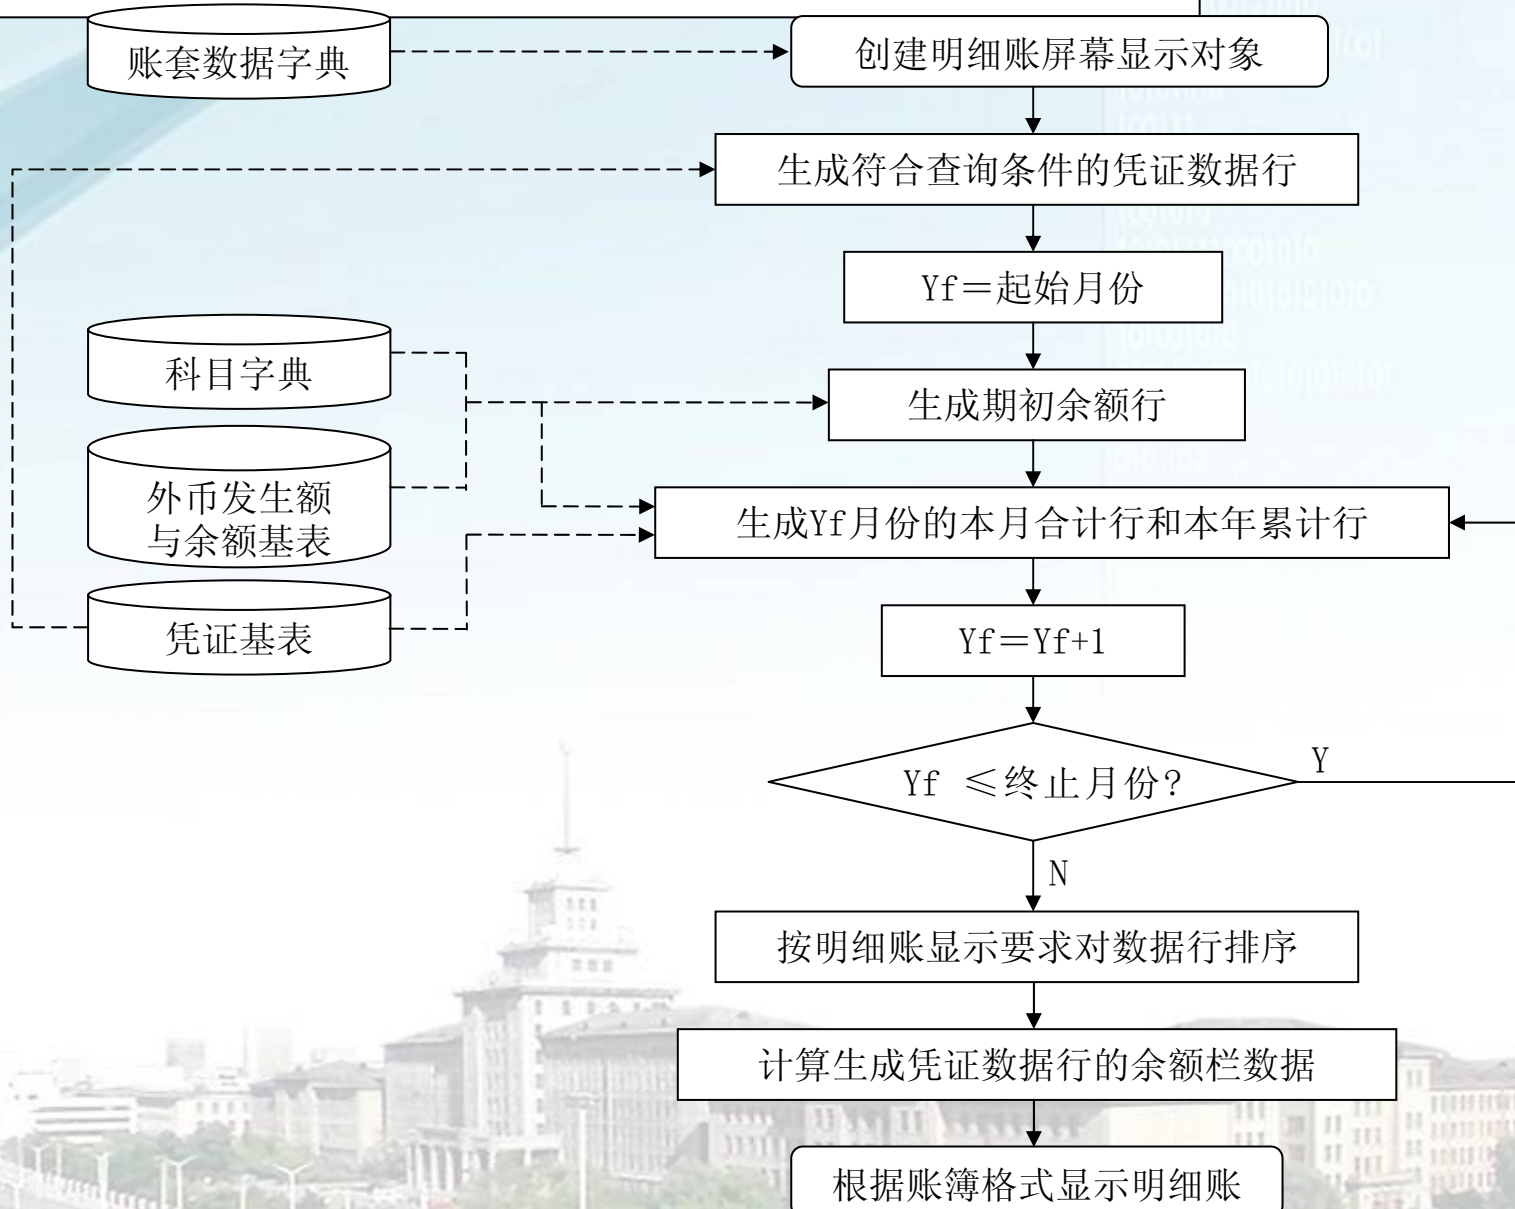 账套数据字典
创建明细账屏幕显示对象
生成符合查询条件的凭证数据行
Yf＝起始月份
科目字典
生成期初余额行
外币发生额
与余额基表
生成Yf月份的本月合计行和本年累计行
凭证基表
Yf＝Yf+1
Yf ≤终止月份?
Y
N
按明细账显示要求对数据行排序
计算生成凭证数据行的余额栏数据
根据账簿格式显示明细账